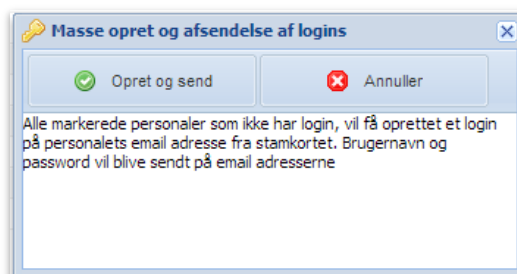 Masse opret og afsendelse af logins
Opret og send
Annuller
Alle markerede personaler som ikke har login, vil få oprettet et login
på personalets email adresse fra stamkortet. Brugernavn og
password vil blive sendt på email adresserne